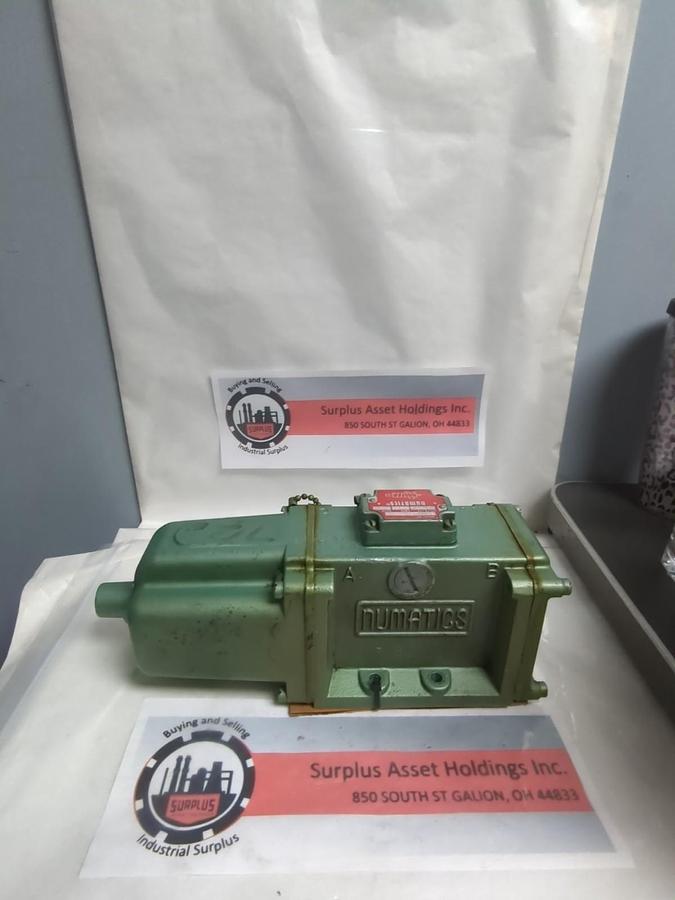 Buying and Selling
SURPLUS
Industrial Surplus
Surplus Asset Holdings Inc.
850 SOUTH ST GALION, OH 44833
NUMATICS
A
B
NUMATICS
Buying and Selling
SURPLUS
Industrial Surplus
Surplus Asset Holdings Inc.
850 SOUTH ST GALION, OH 44833